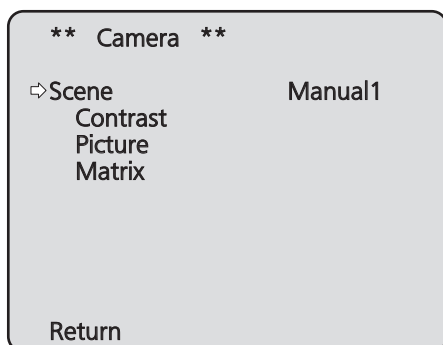 ** Camera **
⇨Scene Manual1
Contrast
Picture
Matrix
Return